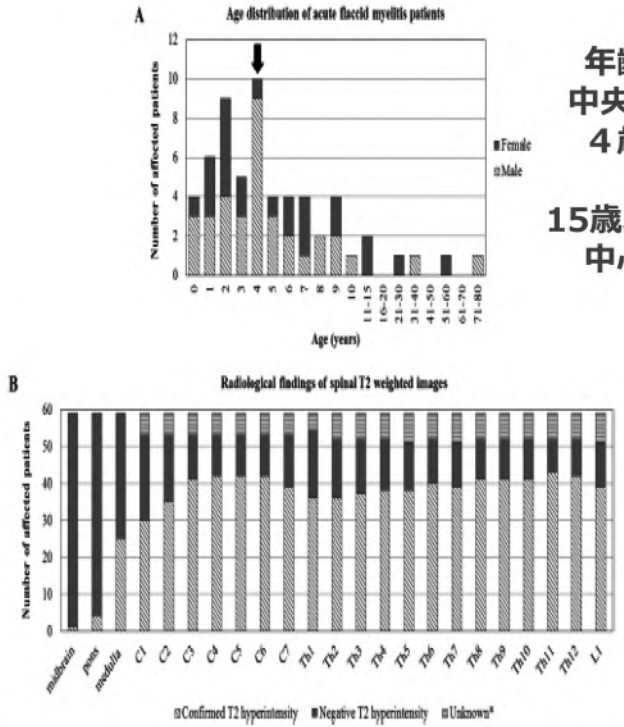 A
Age distribution of acute flaccid myelitis patients
Number of affected patients
12
10
8
6
4
2
0
0
1
2
3
4
5
6
7
8
9
10
11-15
16-20
21-30
31-40
41-50
51-60
61-70
71-80
Age (years)
Female
Male
年齢
中央
4歳
15歳
中心
B
Radiological findings of spinal T2 weighted images
Number of affected patients
60
50
40
30
20
10
0
midbrain
pons
medulla
C1
C2
C3
C4
C5
C6
C7
Th1
Th2
Th3
Th4
Th5
Th6
Th7
Th8
Th9
Th10
Th11
Th12
L1
Confirmed T2 hyperintensity
Negative T2 hyperintensity
Unknown*